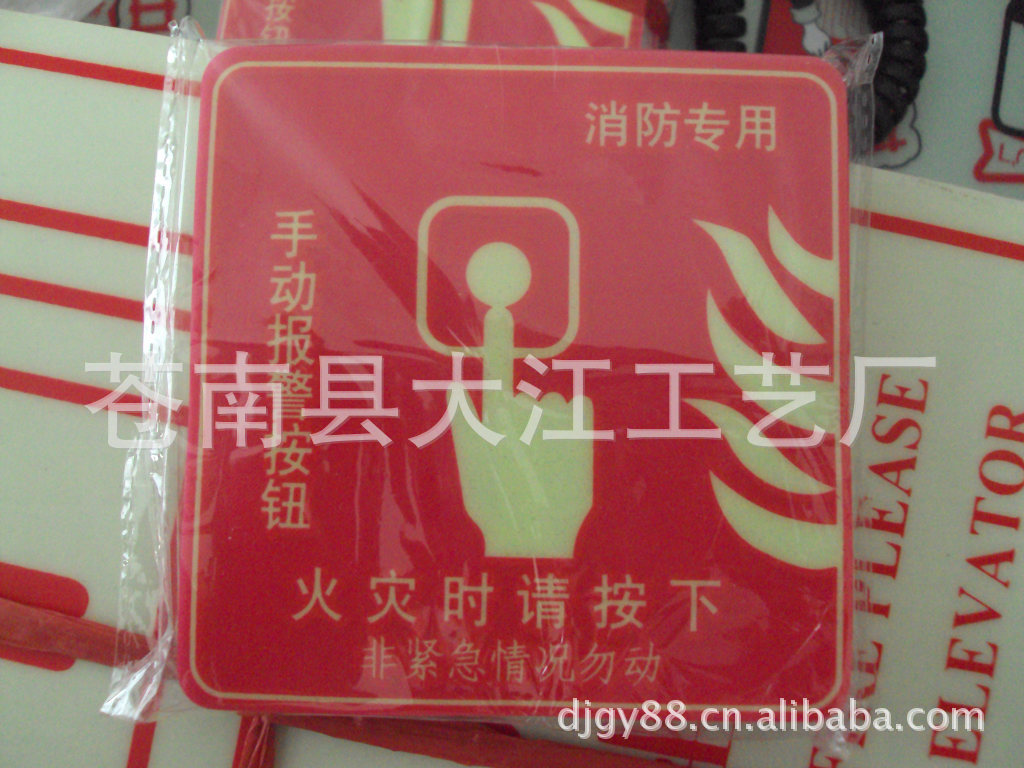 按钮
消防专用
手动报警按钮
苍南县大江工艺厂
火灾时请按下
非紧急情况勿动
FIRE PLEASE
ELEVATOR
djgy88.cn.alibaba.com